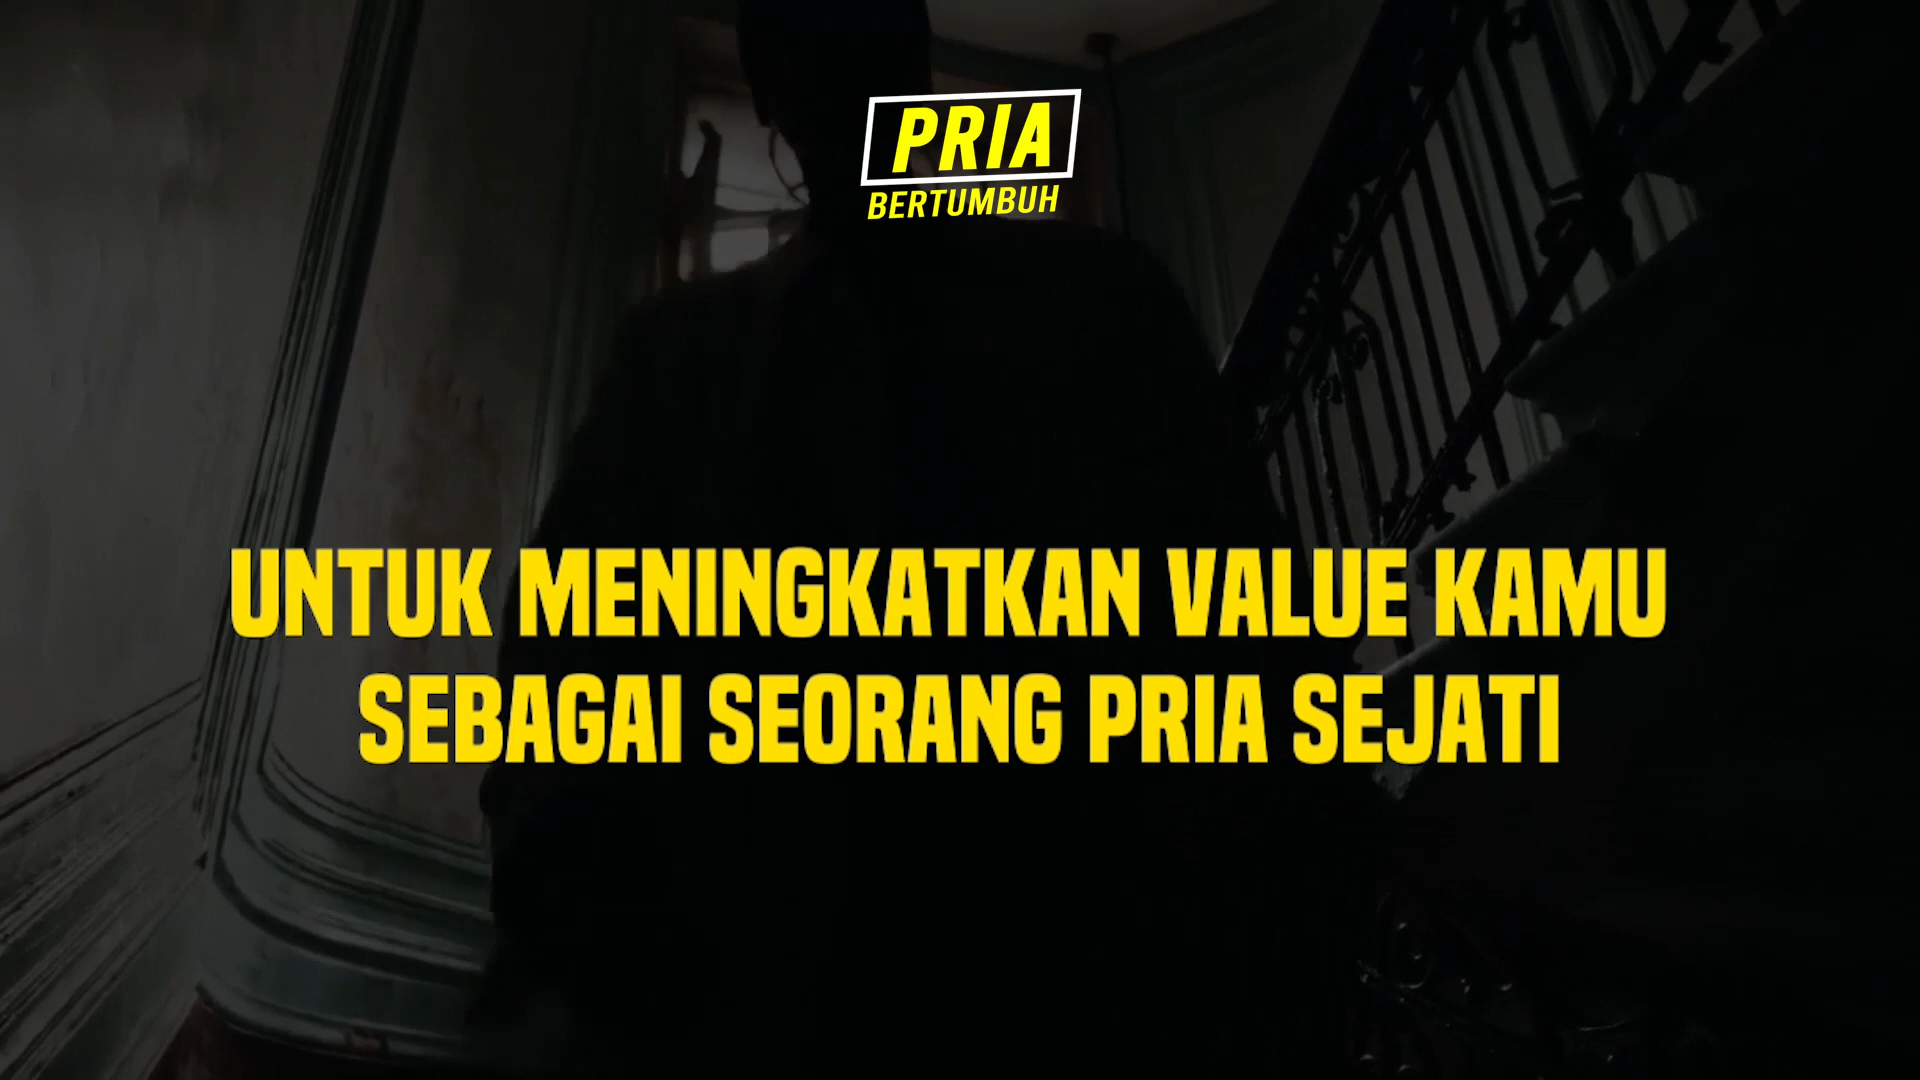 PRIA
BERTUMBUH
UNTUK MENINGKATKAN VALUE KAMU
SEBAGAI SEORANG PRIA SEJATI